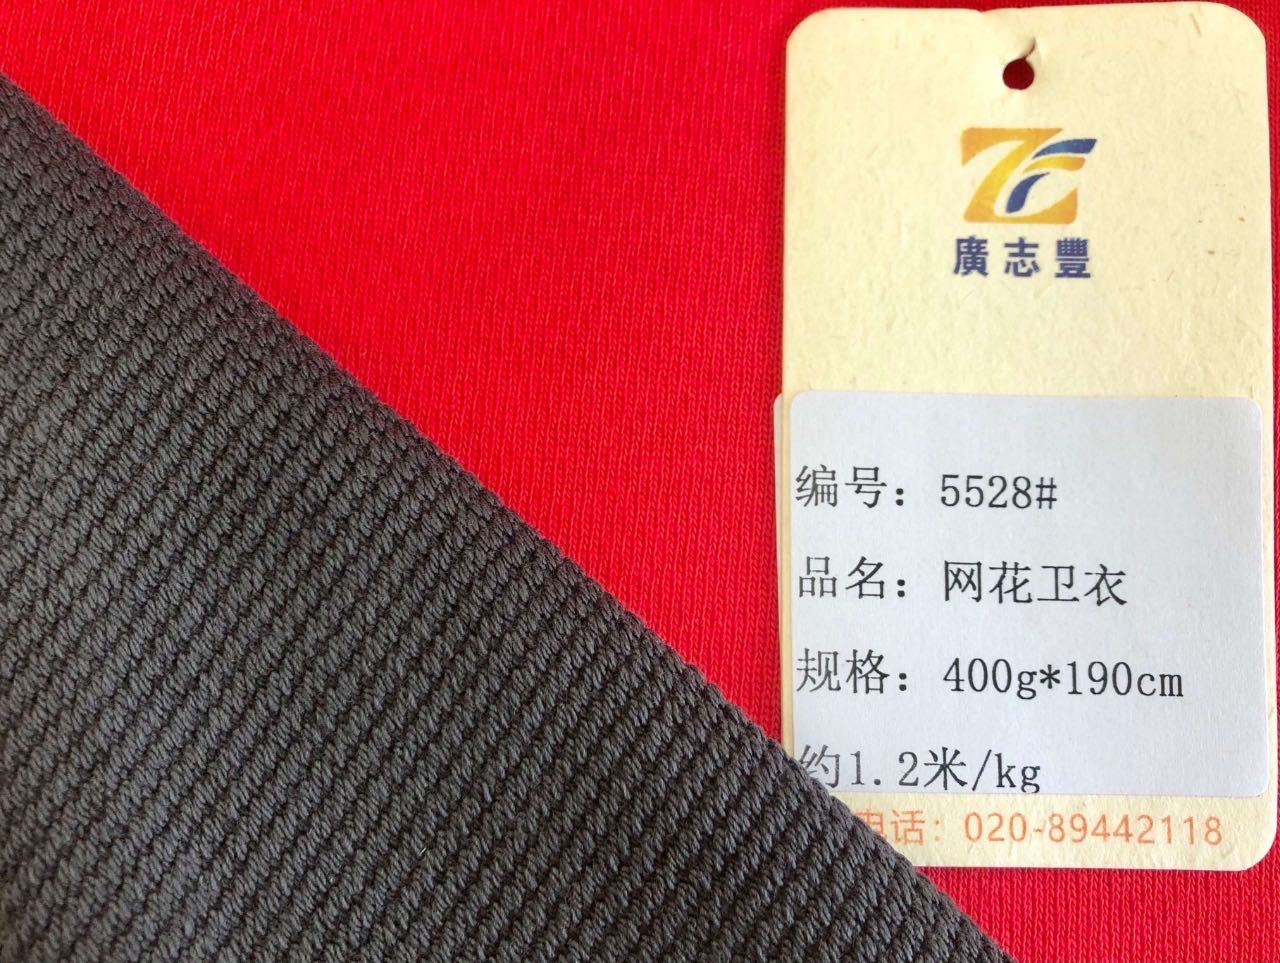 廣志豐
编号：5528#
品名：网花卫衣
规格：400g*190cm
约1.2米/kg
电话：020-89442118